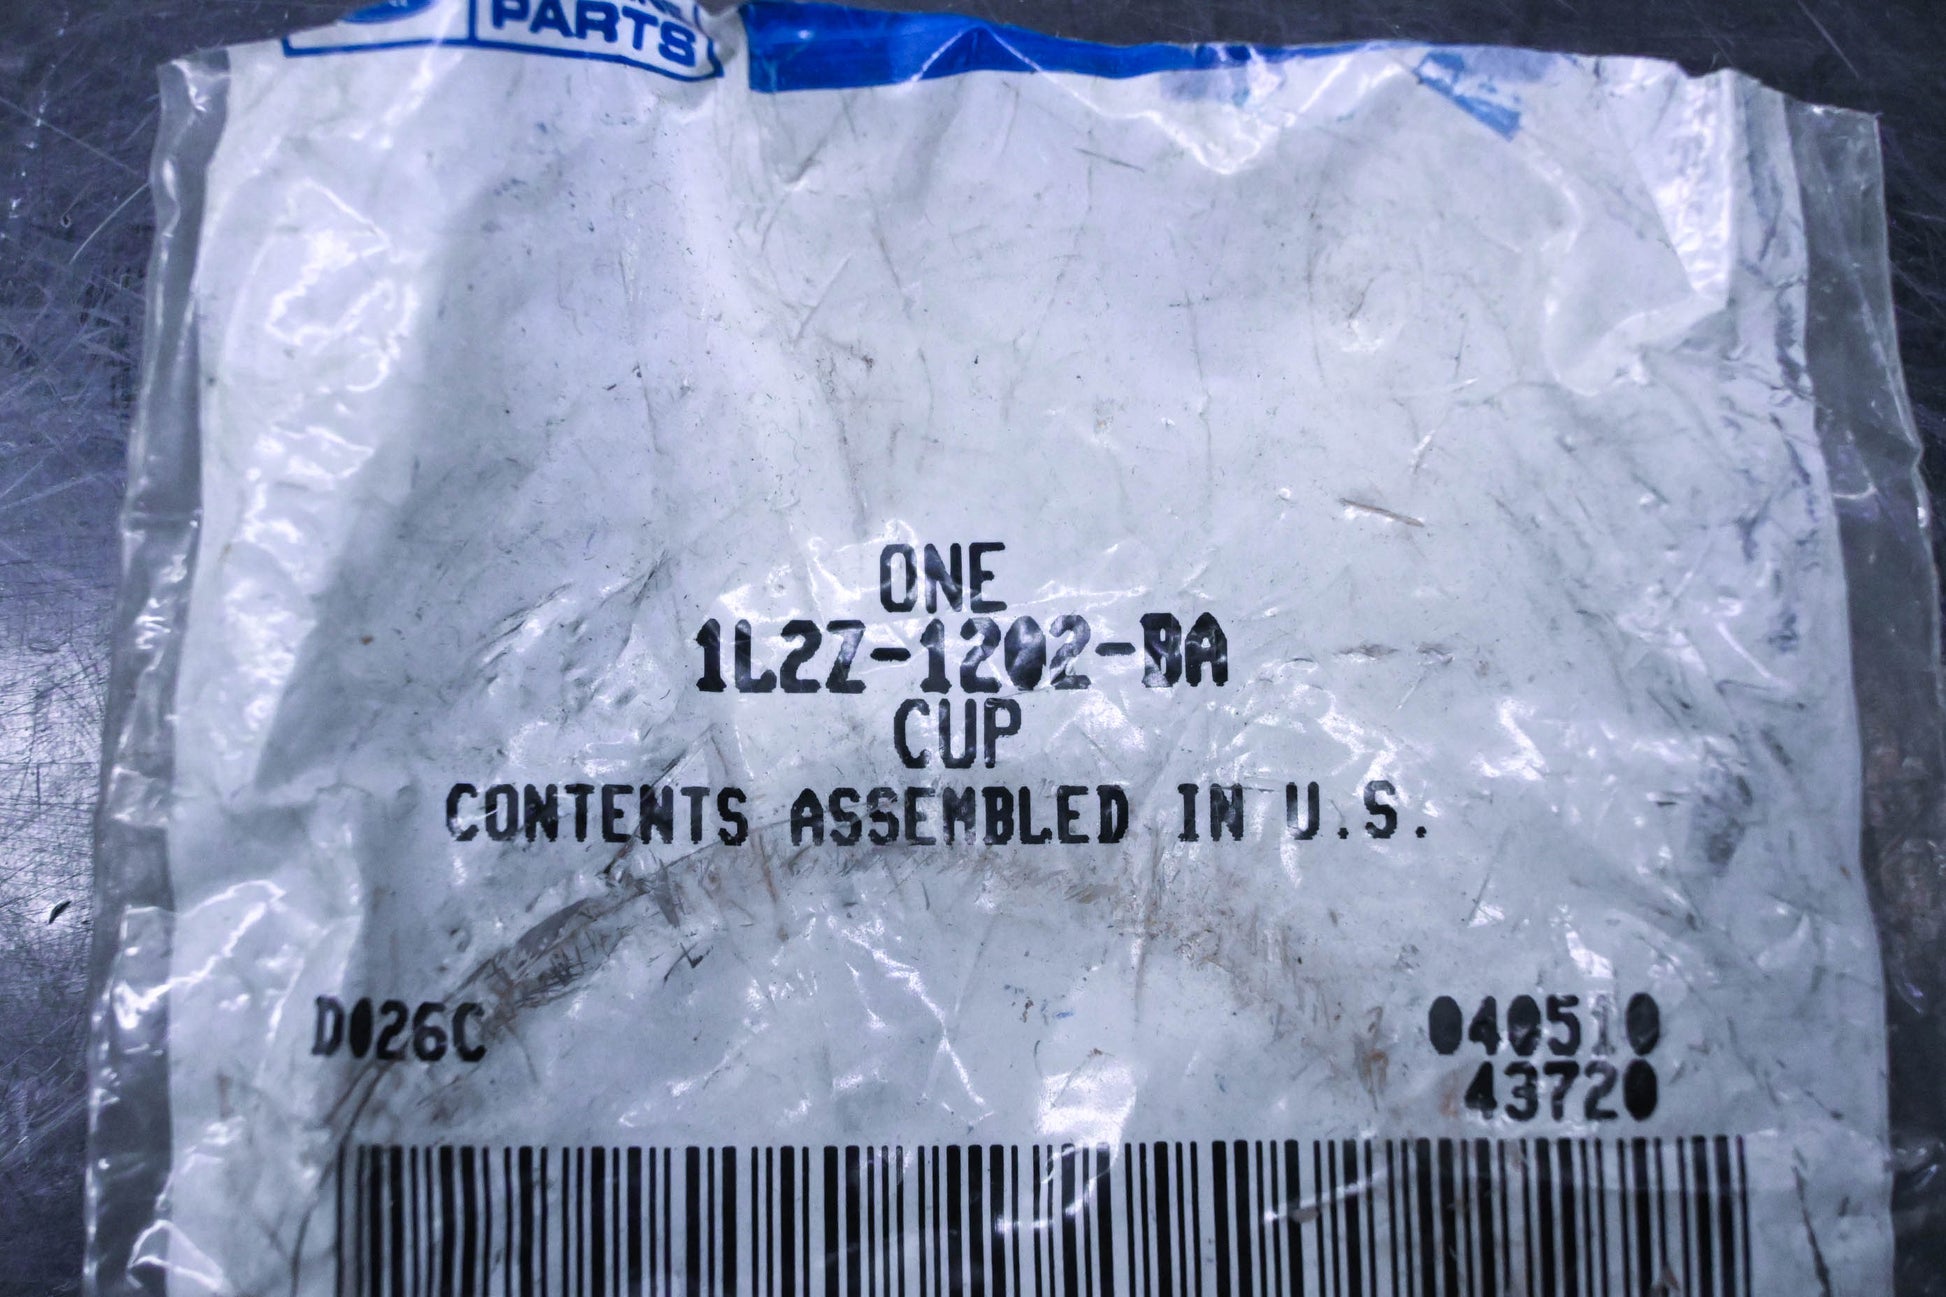 PARTS
ONE
1L2Z-1202-BA
CUP
CONTENTS ASSEMBLED IN U.S.
D026C
040510
43720